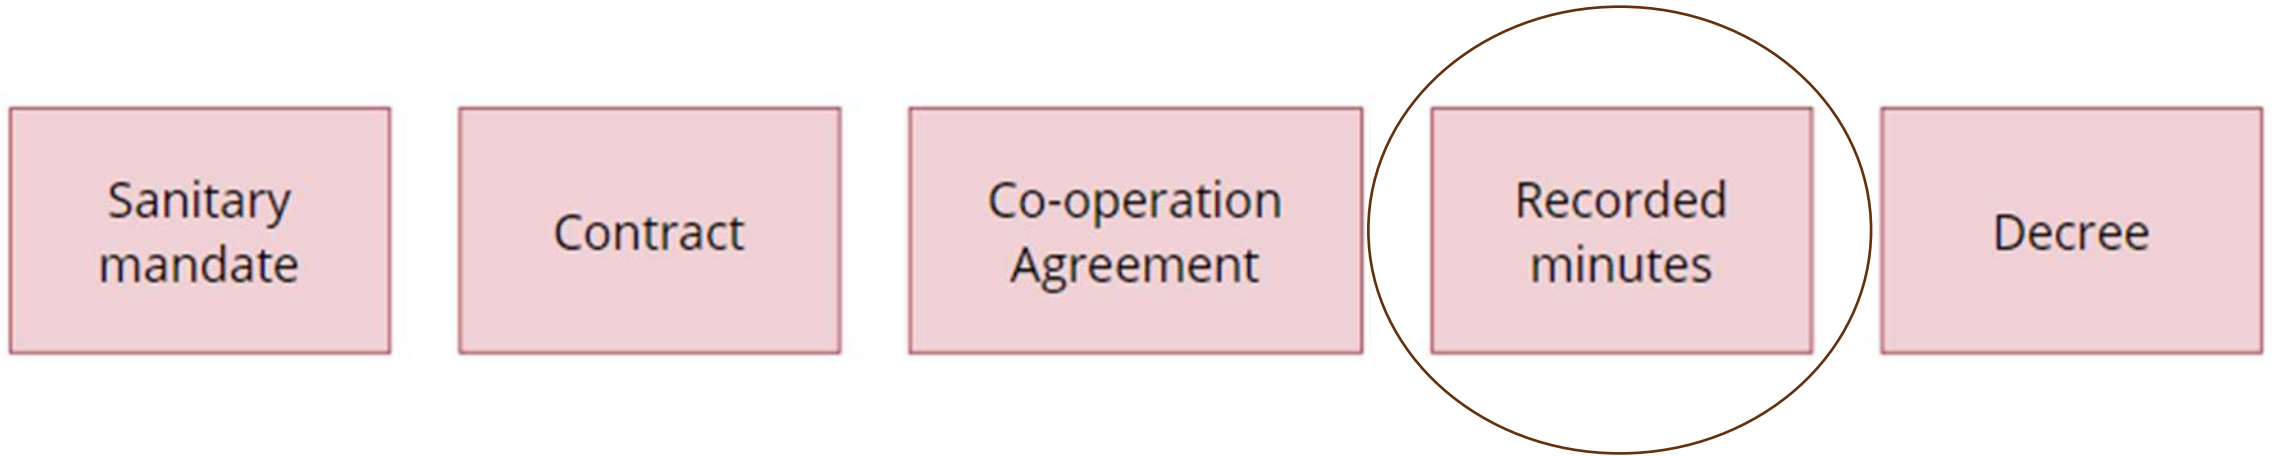 Sanitary
mandate
Contract
Co-operation
Agreement
Recorded
minutes
Decree